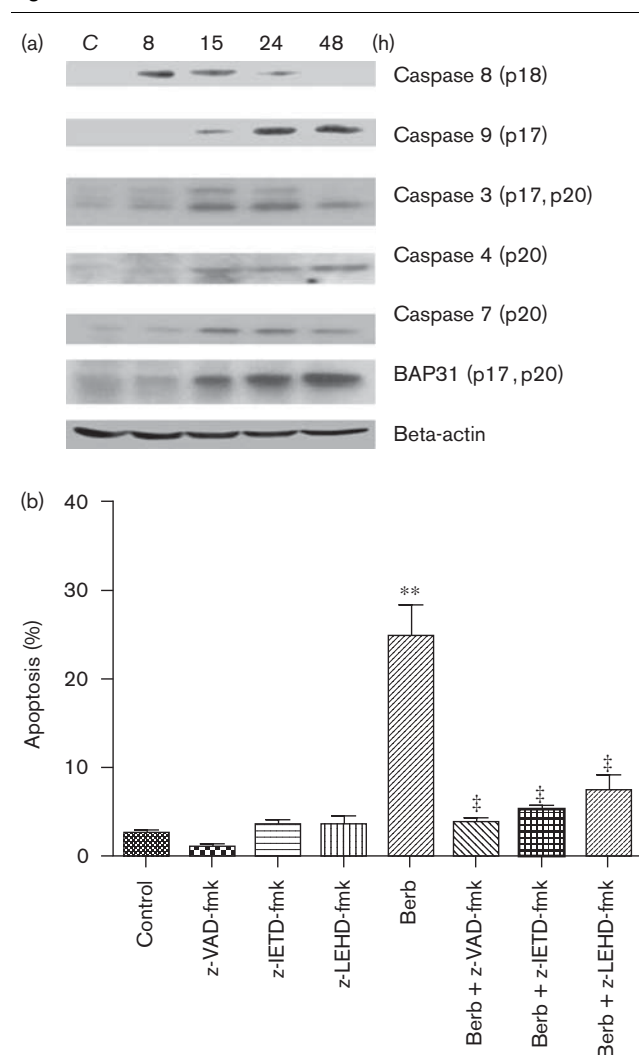 (a) C 8 15 24 48 (h)
Caspase 8 (p18)
Caspase 9 (p17)
Caspase 3 (p17, p20)
Caspase 4 (p20)
Caspase 7 (p20)
BAP31 (p17, p20)
Beta-actin
(b)
Apoptosis (%)
40
30
20
10
0
**
‡
‡
‡
Control
z-VAD-fmk
z-IETD-fmk
z-LEHD-fmk
Berb
Berb + z-VAD-fmk
Berb + z-IETD-fmk
Berb + z-LEHD-fmk